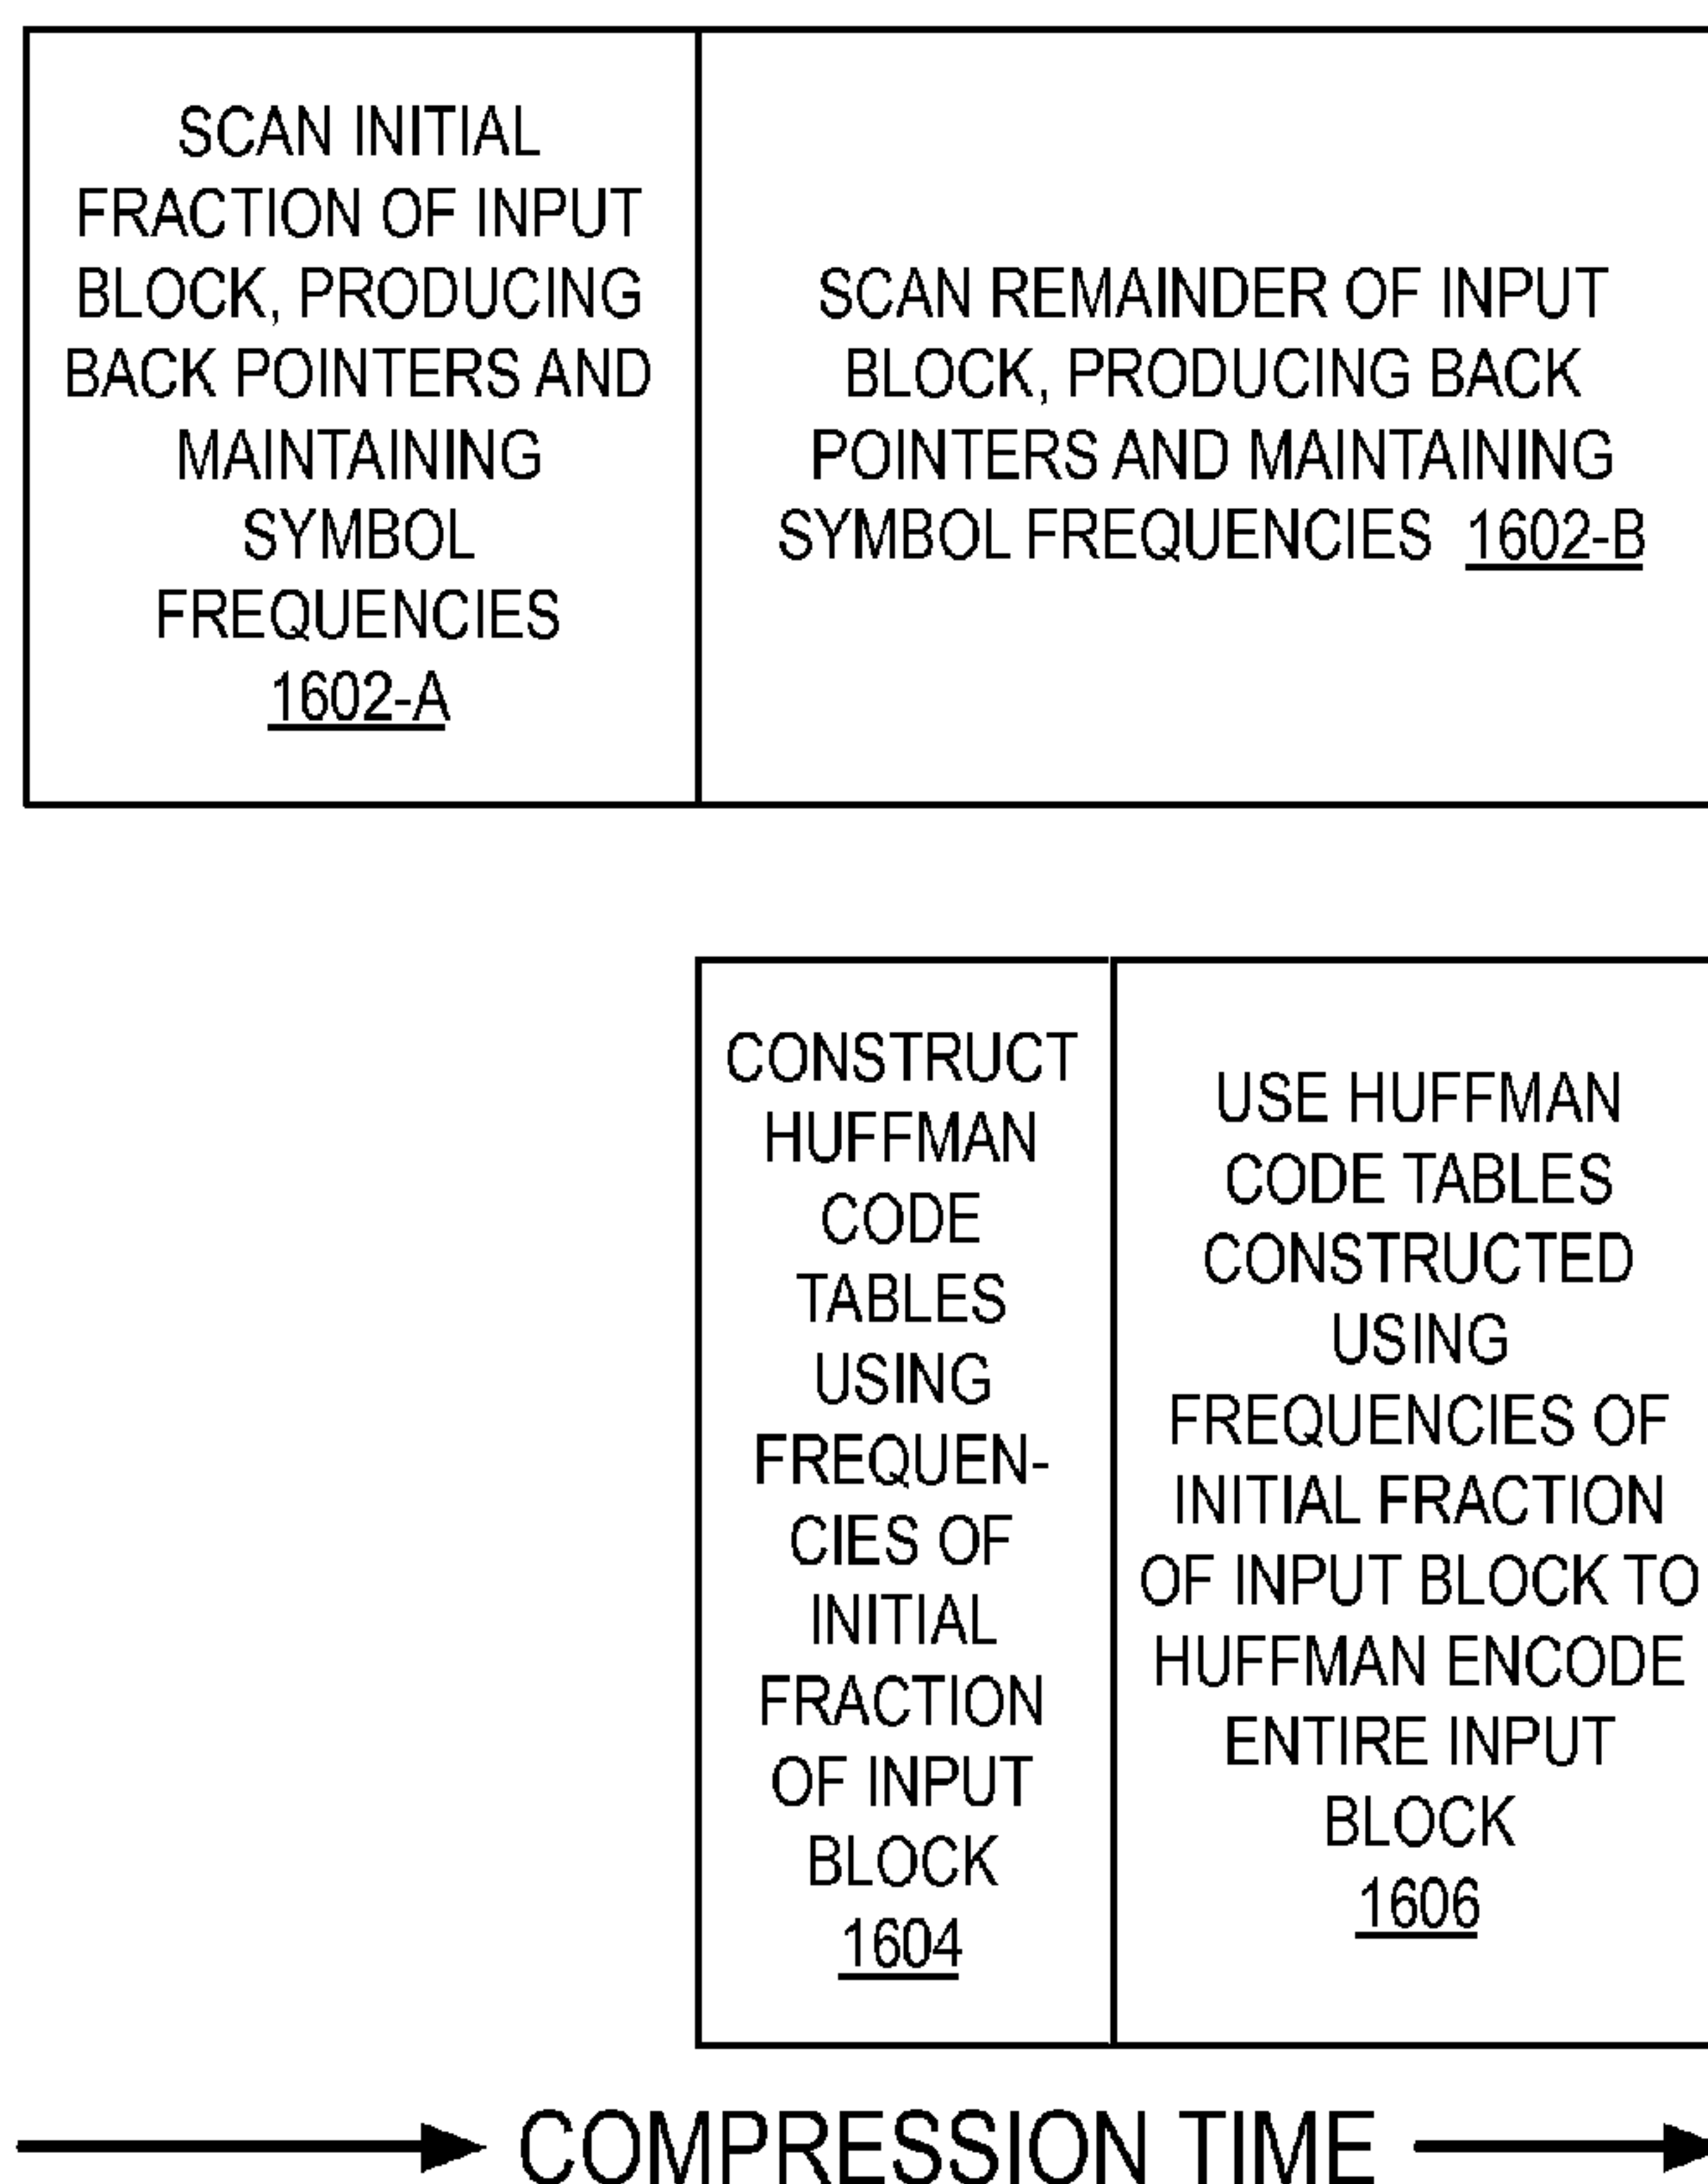 SCAN INITIAL
FRACTION OF INPUT
BLOCK, PRODUCING
BACK POINTERS AND
MAINTAINING
SYMBOL
FREQUENCIES
1602-A
SCAN REMAINDER OF INPUT
BLOCK, PRODUCING BACK
POINTERS AND MAINTAINING
SYMBOL FREQUENCIES 1602-B
CONSTRUCT
HUFFMAN
CODE
TABLES
USING
FREQUEN-
CIES OF
INITIAL
FRACTION
OF INPUT
BLOCK
1604
USE HUFFMAN
CODE TABLES
CONSTRUCTED
USING
FREQUENCIES OF
INITIAL FRACTION
OF INPUT BLOCK TO
HUFFMAN ENCODE
ENTIRE INPUT
BLOCK
1606
COMPRESSION TIME